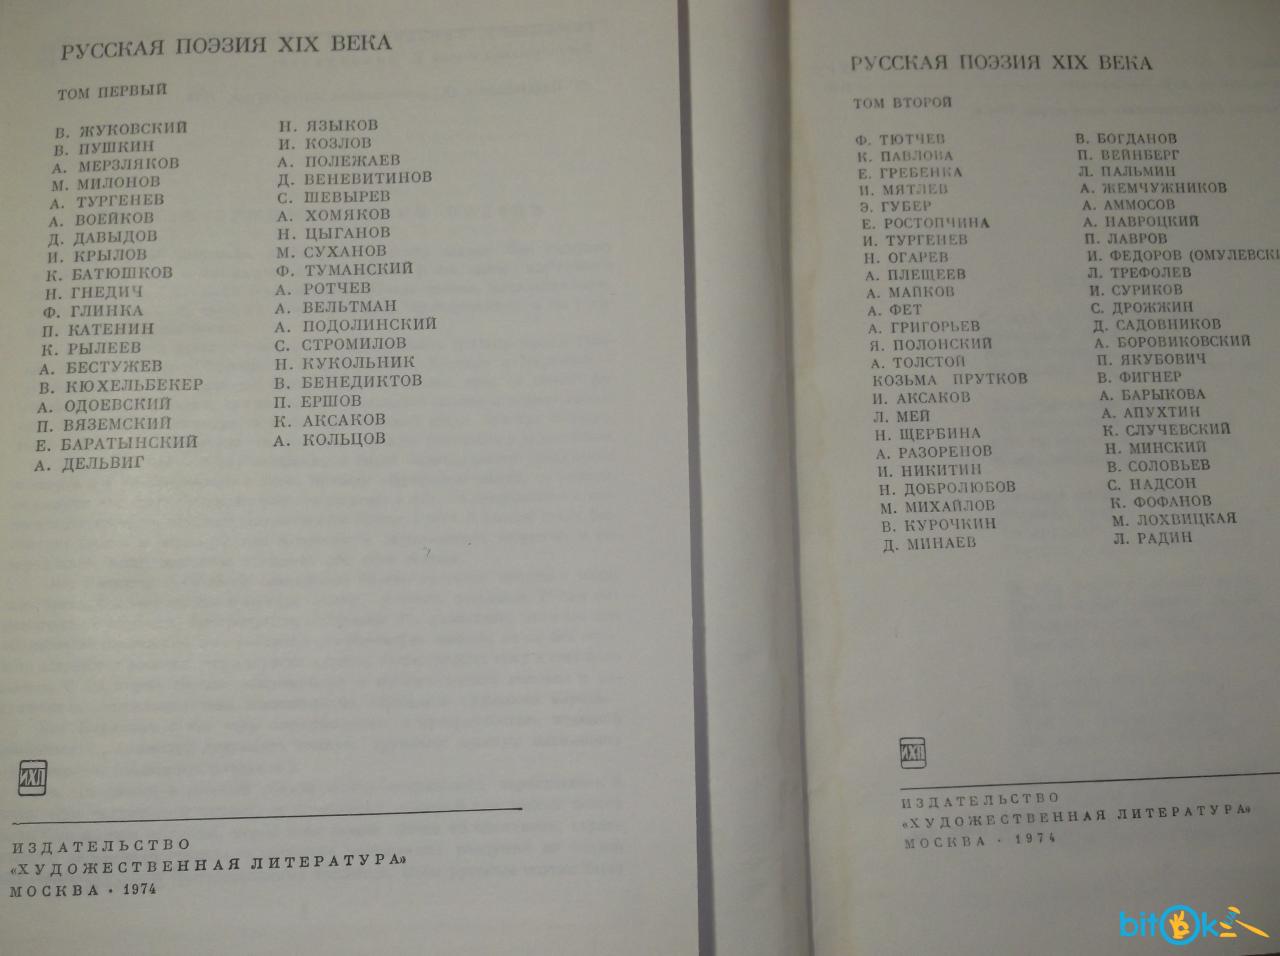 РУССКАЯ ПОЭЗИЯ XIX ВЕКА
ТОМ ПЕРВЫЙ
В. ЖУКОВСКИЙ
В. ПУШКИН
А. МЕРЗЛЯКОВ
М. МИЛОНОВ
А. ТУРГЕНЕВ
А. ВОЕЙКОВ
Д. ДАВЫДОВ
И. КРЫЛОВ
К. БАТЮШКОВ
Н. ГНЕДИЧ
Ф. ГЛИНКА
П. КАТЕНИН
К. РЫЛЕЕВ
А. БЕСТУЖЕВ
В. КЮХЕЛЬБЕКЕР
А. ОДОЕВСКИЙ
П. ВЯЗЕМСКИЙ
Е. БАРАТЫНСКИЙ
А. ДЕЛЬВИГ
Н. ЯЗЫКОВ
И. КОЗЛОВ
А. ПОЛЕЖАЕВ
Д. ВЕНЕВИТИНОВ
С. ШЕВЫРЕВ
А. ХОМЯКОВ
Н. ЦЫГАНОВ
М. СУХАНОВ
Ф. ТУМАНСКИЙ
А. РОТЧЕВ
А. ВЕЛЬТМАН
А. ПОДОЛИНСКИЙ
С. СТРОМИЛОВ
Н. КУКОЛЬНИК
В. БЕНЕДИКТОВ
П. ЕРШОВ
К. АКСАКОВ
А. КОЛЬЦОВ
ИХЛ
ИЗДАТЕЛЬСТВО
«ХУДОЖЕСТВЕННАЯ ЛИТЕРАТУРА»
МОСКВА • 1974
РУССКАЯ ПОЭЗИЯ XIX ВЕКА
ТОМ ВТОРОЙ
Ф. ТЮТЧЕВ
К. ПАВЛОВА
Е. ГРЕБЕНКА
И. МЯТЛЕВ
Э. ГУБЕР
Е. РОСТОПЧИНА
И. ТУРГЕНЕВ
Н. ОГАРЕВ
А. ПЛЕЩЕЕВ
А. МАЙКОВ
А. ФЕТ
А. ГРИГОРЬЕВ
Я. ПОЛОНСКИЙ
А. ТОЛСТОЙ
КОЗЬМА ПРУТКОВ
И. АКСАКОВ
Л. МЕЙ
Н. ЩЕРБИНА
А. РАЗОРЕНОВ
И. НИКИТИН
Н. ДОБРОЛЮБОВ
М. МИХАЙЛОВ
В. КУРОЧКИН
Д. МИНАЕВ
В. БОГДАНОВ
П. ВЕЙНБЕРГ
Л. ПАЛЬМИН
А. ЖЕМЧУЖНИКОВ
А. АММОСОВ
А. НАВРОЦКИЙ
П. ЛАВРОВ
И. ФЕДОРОВ (ОМУЛЕВСКИ
Л. ТРЕФОЛЕВ
И. СУРИКОВ
С. ДРОЖЖИН
Д. САДОВНИКОВ
А. БОРОВИКОВСКИЙ
П. ЯКУБОВИЧ
В. ФИГНЕР
А. БАРЫКОВА
А. АПУХТИН
К. СЛУЧЕВСКИЙ
Н. МИНСКИЙ
В. СОЛОВЬЕВ
С. НАДСОН
К. ФОФАНОВ
М. ЛОХВИЦКАЯ
Л. РАДИН
ИХЛ
ИЗДАТЕЛЬСТВО
«ХУДОЖЕСТВЕННАЯ ЛИТЕРАТУРА»
МОСКВА • 1974